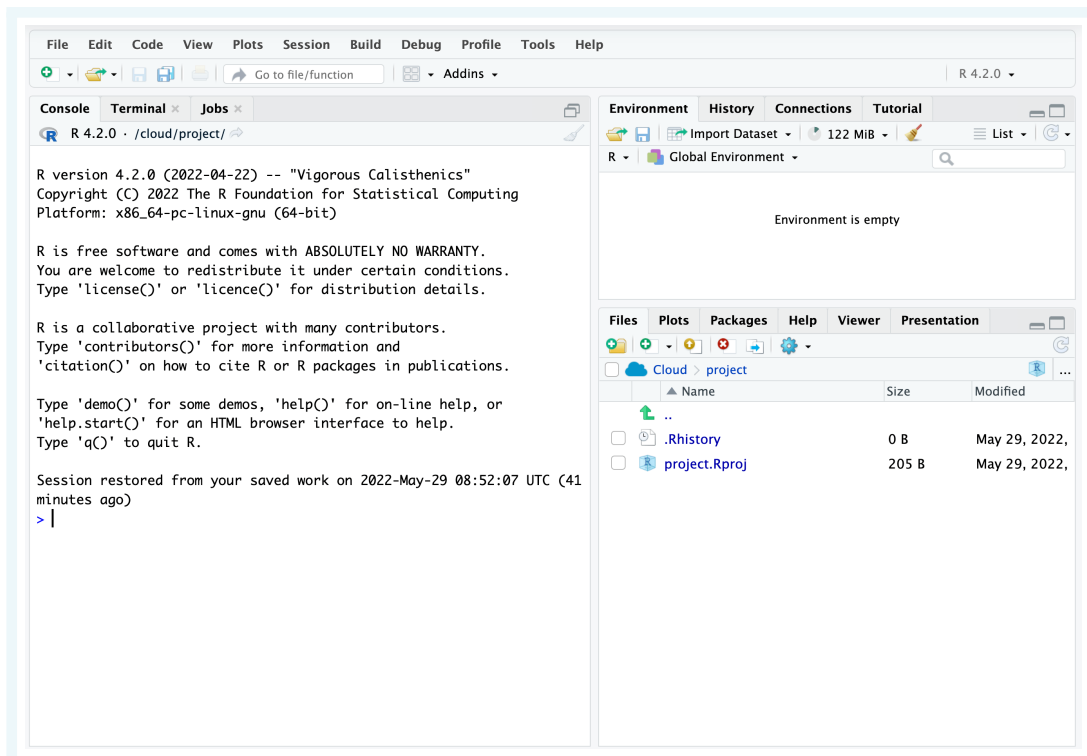 File Edit Code View Plots Session Build Debug Profile Tools Help
Go to file/function Addins R 4.2.0
Console Terminal Jobs
R 4.2.0 · /cloud/project/
R version 4.2.0 (2022-04-22) -- "Vigorous Calisthenics"
Copyright (C) 2022 The R Foundation for Statistical Computing
Platform: x86_64-pc-linux-gnu (64-bit)
R is free software and comes with ABSOLUTELY NO WARRANTY.
You are welcome to redistribute it under certain conditions.
Type 'license()' or 'licence()' for distribution details.
R is a collaborative project with many contributors.
Type 'contributors()' for more information and
'citation()' on how to cite R or R packages in publications.
Type 'demo()' for some demos, 'help()' for on-line help, or
'help.start()' for an HTML browser interface to help.
Type 'q()' to quit R.
Session restored from your saved work on 2022-May-29 08:52:07 UTC (41
minutes ago)
>
Environment History Connections Tutorial
Import Dataset 122 MiB List
R Global Environment
Environment is empty
Files Plots Packages Help Viewer Presentation
Cloud > project ...
Name Size Modified
..
.Rhistory 0 B May 29, 2022,
project.Rproj 205 B May 29, 2022,